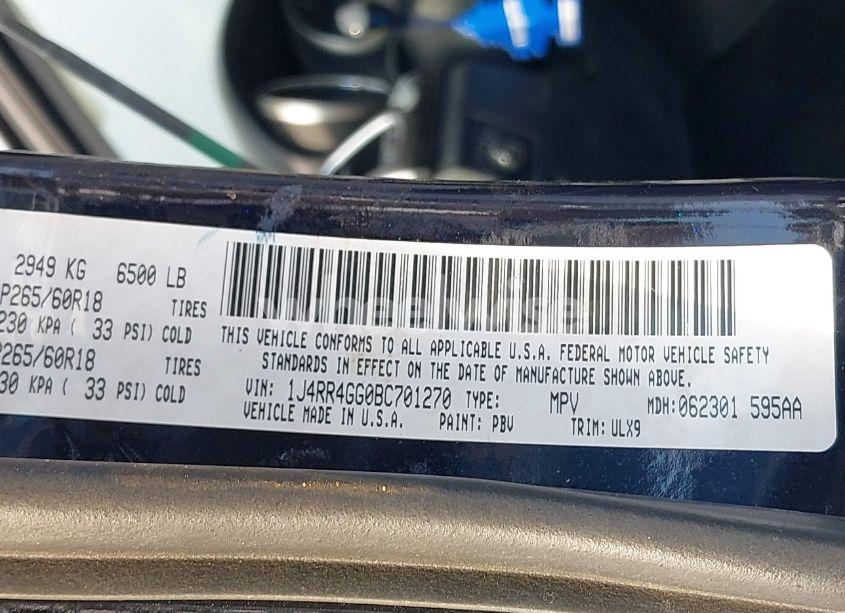 2949 KG 6500 LB
P265/60R18 TIRES
230 KPA ( 33 PSI) COLD
P265/60R18 TIRES
30 KPA ( 33 PSI) COLD
THIS VEHICLE CONFORMS TO ALL APPLICABLE U.S.A. FEDERAL MOTOR VEHICLE SAFETY
STANDARDS IN EFFECT ON THE DATE OF MANUFACTURE SHOWN ABOVE.
VIN: 1J4RR4GG0BC701270 TYPE: MPV MDH:062301 595AA
VEHICLE MADE IN U.S.A. PAINT: PBV TRIM: ULX9